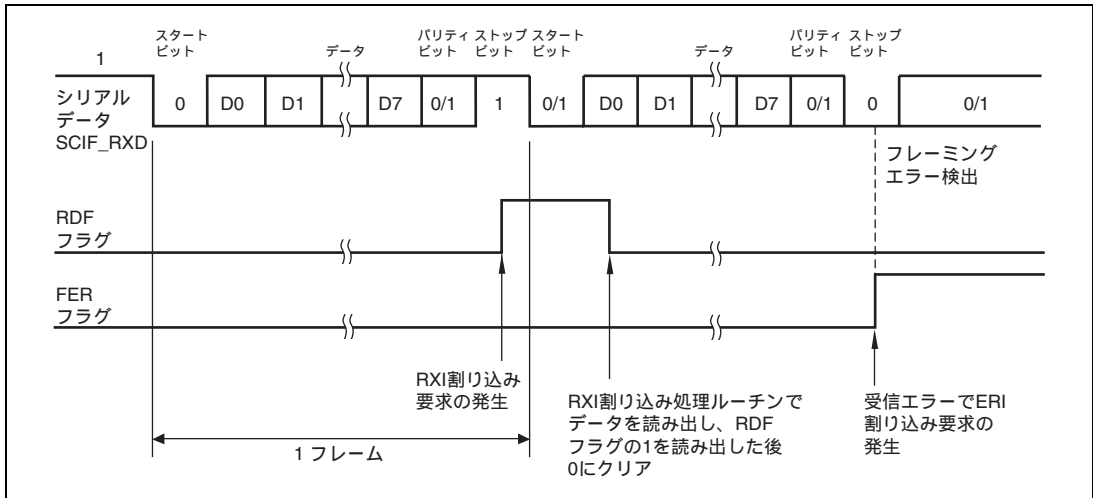 スタート
ビット
データ
パリティ
ビット
ストップ
ビット
スタート
ビット
データ
パリティ
ビット
ストップ
ビット
1
シリアル
データ
SCIF_RXD
0 D0 D1 D7 0/1 1 0/1 D0 D1 D7 0/1 0 0/1
フレーミング
エラー検出
RDF
フラグ
FER
フラグ
RXI割り込み
要求の発生
RXI割り込み処理ルーチンで
データを読み出し、RDF
フラグの1を読み出した後
0にクリア
受信エラーでERI
割り込み要求の
発生
1 フレーム